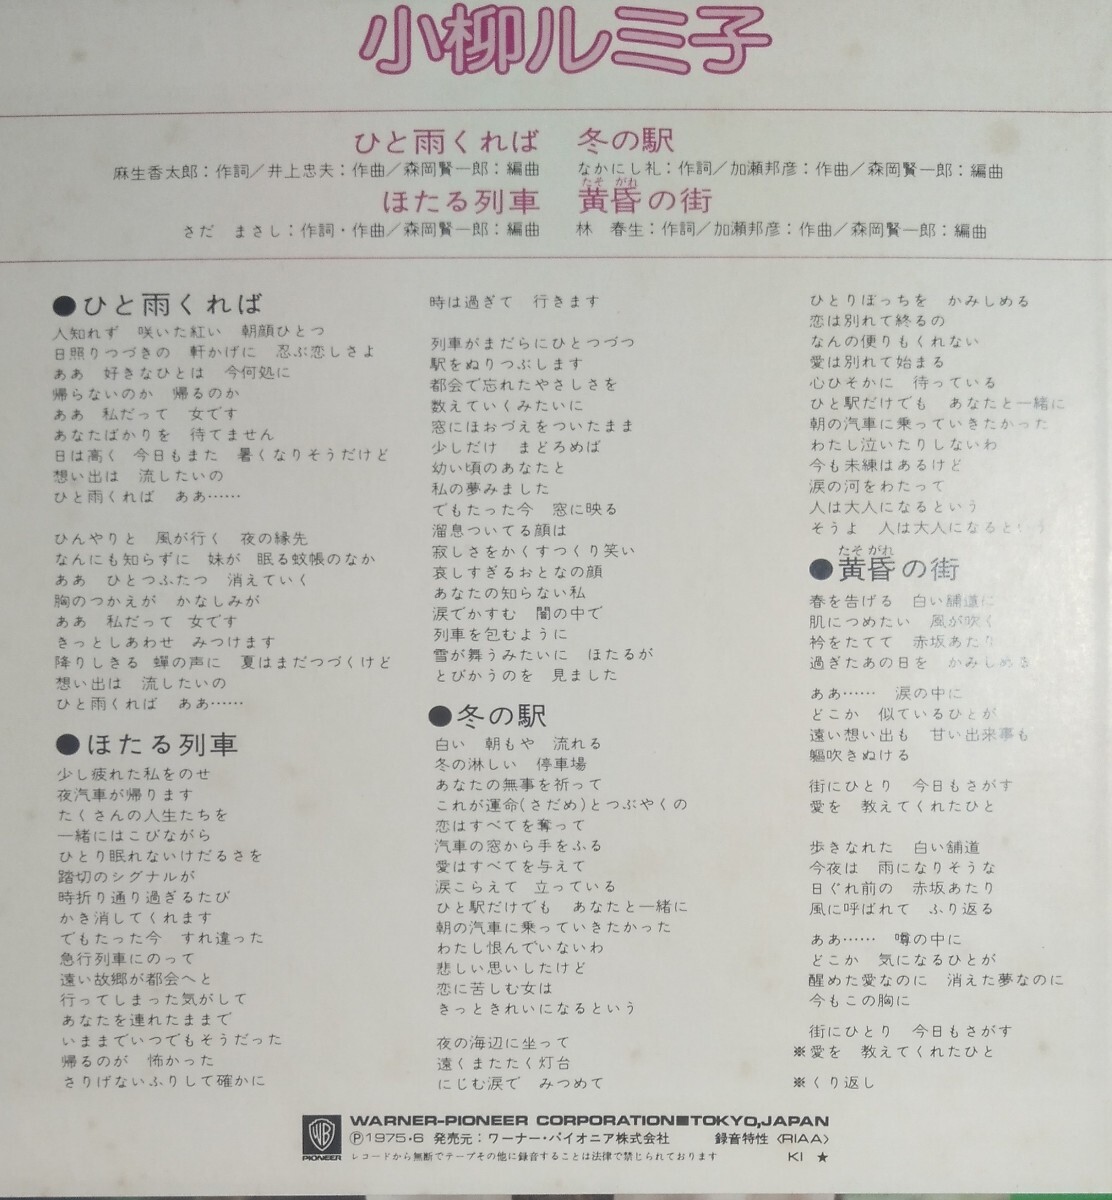 小柳ルミ子
ひと雨くれば
麻生香太郎：作詞／井上忠夫：作曲／森岡賢一郎：編曲
ほたる列車
さだ まさし：作詞・作曲／森岡賢一郎：編曲
冬の駅
なかにし礼：作詞／加瀬邦彦：作曲／森岡賢一郎：編曲
たそ がれ
黄昏の街
林 春生：作詞／加瀬邦彦：作曲／森岡賢一郎：編曲
●ひと雨くれば
人知れず 咲いた紅い 朝顔ひとつ
日照りつづきの 軒かげに 忍ぶ恋しさよ
ああ 好きなひとは 今何処に
帰らないのか 帰るのか
ああ 私だって 女です
あなたばかりを 待てません
日は高く 今日もまた 暑くなりそうだけど
想い出は 流したいの
ひと雨くれば ああ……
ひんやりと 風が行く 夜の縁先
なんにも知らずに 妹が 眠る蚊帳のなか
ああ ひとつふたつ 消えていく
胸のつかえが かなしみが
ああ 私だって 女です
きっとしあわせ みつけます
降りしきる 蟬の声に 夏はまだつづくけど
想い出は 流したいの
ひと雨くれば ああ……
●ほたる列車
少し疲れた私をのせ
夜汽車が帰ります
たくさんの人生たちを
一緒にはこびながら
ひとり眠れないけだるさを
踏切のシグナルが
時折り通り過ぎるたび
かき消してくれます
でもたった今 すれ違った
急行列車にのって
遠い故郷が都会へと
行ってしまった気がして
あなたを連れたままで
いままでいつでもそうだった
帰るのが 怖かった
さりげないふりして確かに
時は過ぎて 行きます
列車がまだらにひとつづつ
駅をぬりつぶします
都会で忘れたやさしさを
数えていくみたいに
窓にほおづえをついたまま
少しだけ まどろめば
幼い頃のあなたと
私の夢みました
でもたった今 窓に映る
溜息ついてる顔は
寂しさをかくすつくり笑い
哀しすぎるおとなの顔
あなたの知らない私
涙でかすむ 闇の中で
列車を包むように
雪が舞うみたいに ほたるが
とびかうのを 見ました
●冬の駅
白い 朝もや 流れる
冬の淋しい 停車場
あなたの無事を祈って
これが運命(さだめ)とつぶやくの
恋はすべてを奪って
汽車の窓から手をふる
愛はすべてを与えて
涙こらえて 立っている
ひと駅だけでも あなたと一緒に
朝の汽車に乗っていきたかった
わたし恨んでいないわ
悲しい思いしたけど
恋に苦しむ女は
きっときれいになるという
夜の海辺に坐って
遠くまたたく灯台
にじむ涙で みつめて
ひとりぼっちを かみしめる
恋は別れて終るの
なんの便りもくれない
愛は別れて始まる
心ひそかに 待っている
ひと駅だけでも あなたと一緒に
朝の汽車に乗っていきたかった
わたし泣いたりしないわ
今も未練はあるけど
涙の河をわたって
人は大人になるという
そうよ 人は大人になるという
たそ がれ
●黄昏の街
春を告げる 白い舗道に
肌につめたい 風が吹く
衿をたてて 赤坂あたり
過ぎたあの日を かみしめる
ああ…… 涙の中に
どこか 似ているひとが
遠い想い出も 甘い出来事も
軀吹きぬける
街にひとり 今日もさがす
愛を 教えてくれたひと
歩きなれた 白い舗道
今夜は 雨になりそうな
日ぐれ前の 赤坂あたり
風に呼ばれて ふり返る
ああ…… 噂の中に
どこか 気になるひとが
醒めた愛なのに 消えた夢なのに
今もこの胸に
街にひとり 今日もさがす
※愛を 教えてくれたひと
※くり返し
WB PIONEER
WARNER-PIONEER CORPORATION■TOKYO,JAPAN
Ⓟ1975・6 発売元：ワーナー・パイオニア株式会社 録音特性〈RIAA〉
レコードから無断でテープその他に録音することは法律で禁じられております KI ★